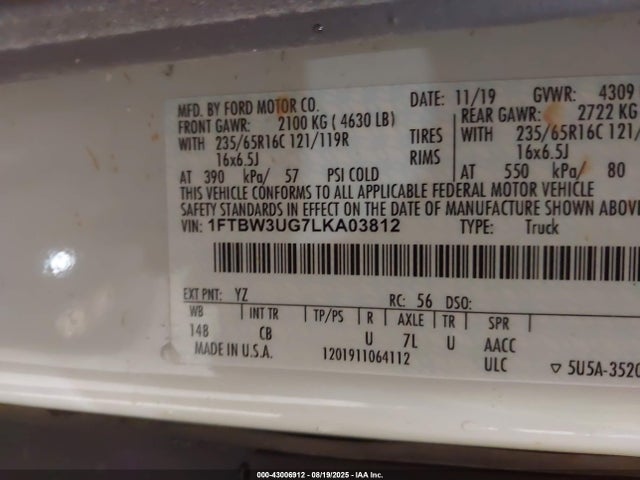 MFD. BY FORD MOTOR CO.
DATE: 11/19 GVWR: 4309
FRONT GAWR: 2100 KG ( 4630 LB)
REAR GAWR: 2722 KG
WITH 235/65R16C 121/119R TIRES WITH 235/65R16C 121/
16x6.5J RIMS 16x6.5J
AT 390 kPa/ 57 PSI COLD AT 550 kPa/ 80
THIS VEHICLE CONFORMS TO ALL APPLICABLE FEDERAL MOTOR VEHICLE
SAFETY STANDARDS IN EFFECT ON THE DATE OF MANUFACTURE SHOWN ABOVE
VIN: 1FTBW3UG7LKA03812 TYPE: Truck
EXT PNT: YZ RC: 56 DSO:
WB INT TR TP/PS R AXLE TR SPR
148 CB U 7L U AACC
MADE IN U.S.A. 1201911064112 ULC ▽ 5U5A-3520
000-43006912 - 08/19/2025 - IAA Inc.